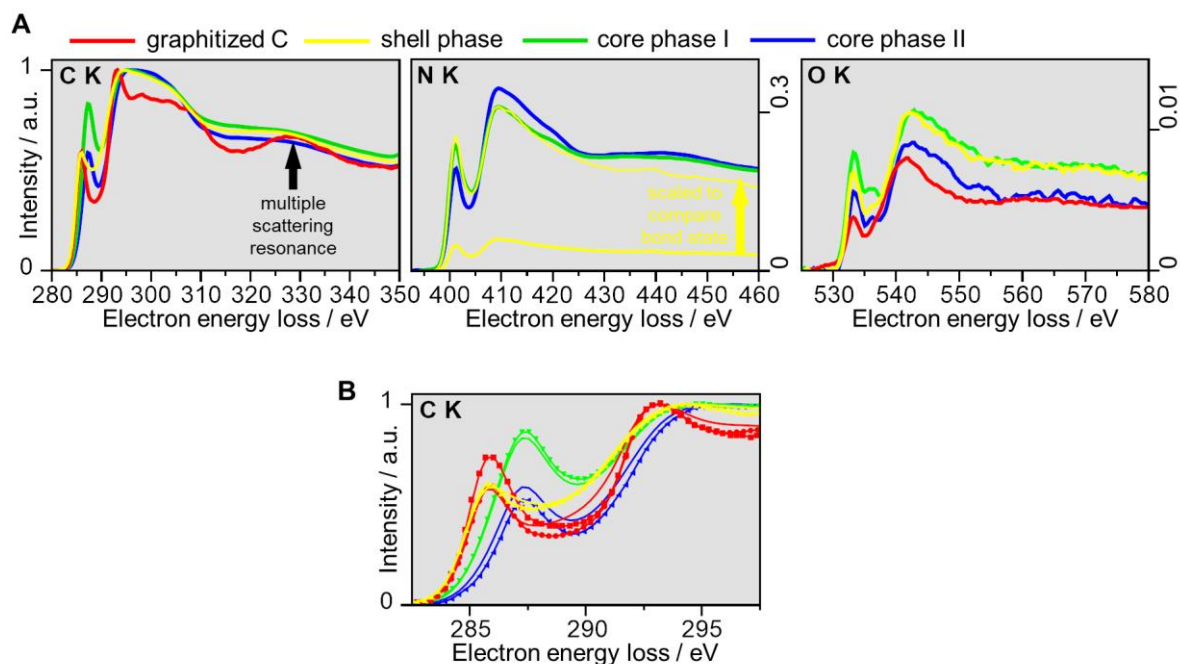 A
graphitized C
shell phase
core phase I
core phase II
Intensity / a.u.
1
0
C K
multiple
scattering
resonance
280 290 300 310 320 330 340 350
Electron energy loss / eV
N K
scaled to
compare
bond state
0.3
0
400 410 420 430 440 450 460
Electron energy loss / eV
O K
0.01
0
530 540 550 560 570 580
Electron energy loss / eV
B
Intensity / a.u.
1
0
C K
285 290 295
Electron energy loss / eV